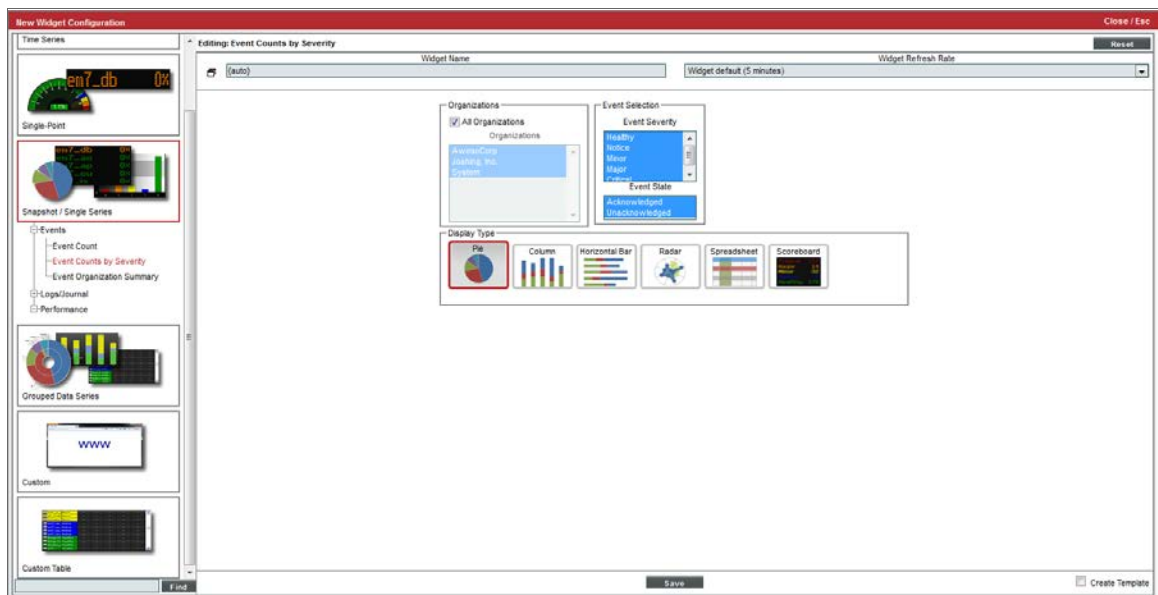 New Widget Configuration
Close / Esc
Time Series
Editing: Event Counts by Severity
Reset
Widget Name
Widget Refresh Rate
{auto}
Widget default (5 minutes)
em7_db 0%
Single-Point
Organizations
All Organizations
Organizations
System
Event Selection
Event Severity
Healthy
Notice
Minor
Major
Critical
Event State
Acknowledged
Unacknowledged
em7_db 0%
Snapshot / Single Series
Events
Event Count
Event Counts by Severity
Event Organization Summary
Logs/Journal
Performance
Display Type
Pie
Column
Horizontal Bar
Radar
Spreadsheet
Scoreboard
Grouped Data Series
www
Custom
Custom Table
Find
Save
Create Template